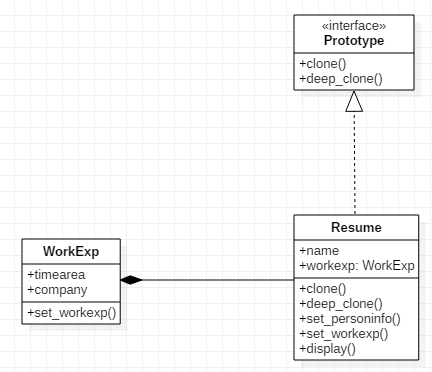 «interface»
Prototype
+clone()
+deep_clone()
WorkExp
+timearea
+company
+set_workexp()
Resume
+name
+workexp: WorkExp
+clone()
+deep_clone()
+set_personinfo()
+set_workexp()
+display()